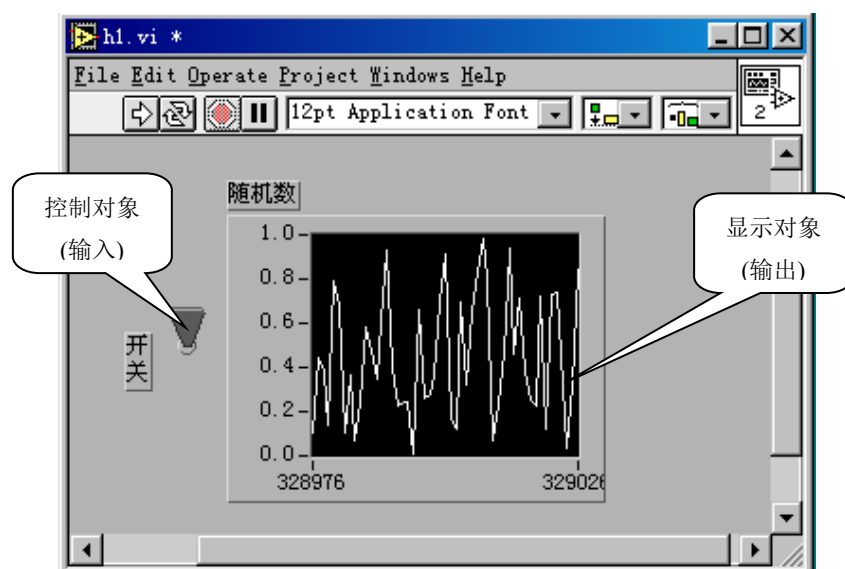 h1.vi *
File Edit Operate Project Windows Help
12pt Application Font
2
控制对象
(输入)
随机数
显示对象
(输出)
1.0
0.8
0.6
0.4
0.2
0.0
开
关
328976
329026